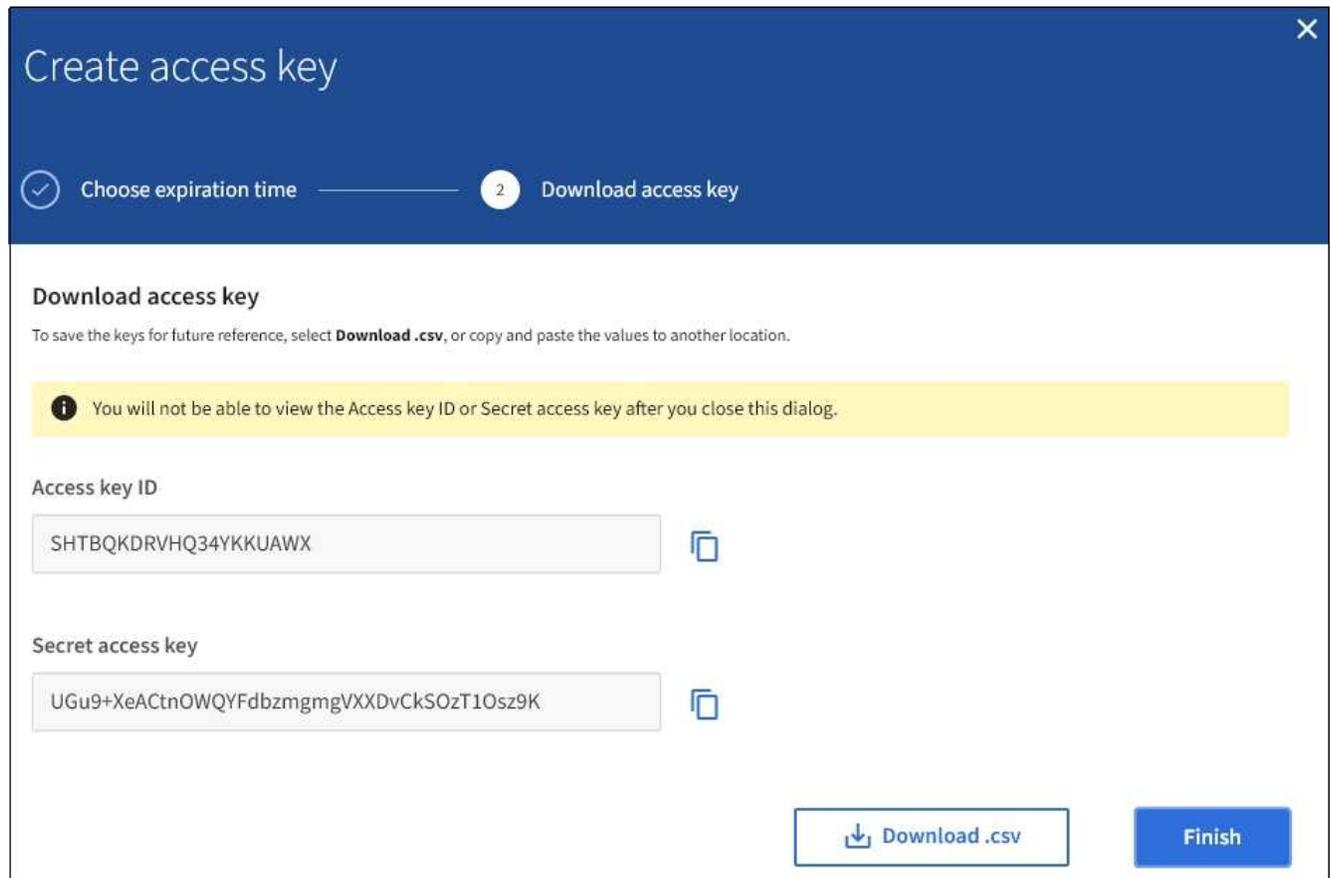 Create access key
Choose expiration time
2
Download access key
Download access key
To save the keys for future reference, select Download .csv, or copy and paste the values to another location.
You will not be able to view the Access key ID or Secret access key after you close this dialog.
Access key ID
SHTBQKDRVHQ34YKKUAWX
Secret access key
UGu9+XeACtnOWQYFdbzmgmgVXXDvCkSOzT1Osz9K
Download .csv
Finish